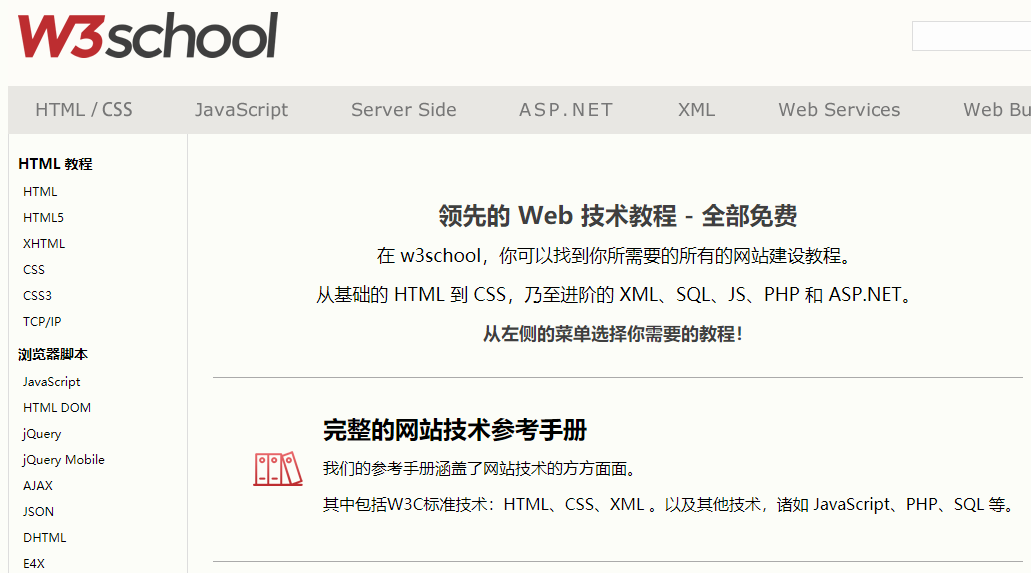 W3school
HTML / CSS JavaScript Server Side ASP.NET XML Web Services Web Bu
HTML 教程
HTML
HTML5
XHTML
CSS
CSS3
TCP/IP
浏览器脚本
JavaScript
HTML DOM
jQuery
jQuery Mobile
AJAX
JSON
DHTML
E4X
领先的 Web 技术教程 - 全部免费
在 w3school，你可以找到你所需要的所有的网站建设教程。
从基础的 HTML 到 CSS，乃至进阶的 XML、SQL、JS、PHP 和 ASP.NET。
从左侧的菜单选择你需要的教程！
完整的网站技术参考手册
我们的参考手册涵盖了网站技术的方方面面。
其中包括W3C标准技术：HTML、CSS、XML 。以及其他技术，诸如 JavaScript、PHP、SQL 等。